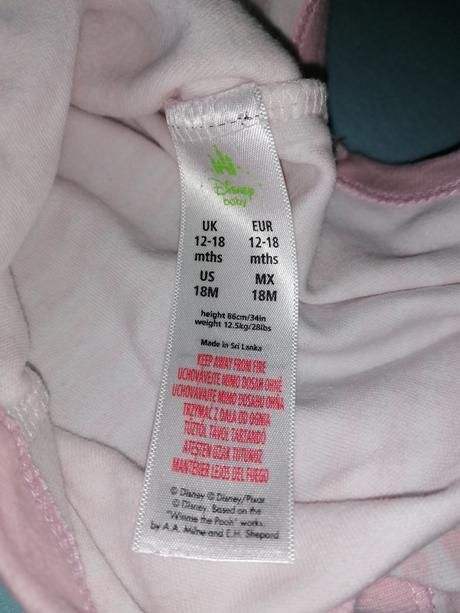 Disney
baby
UK EUR
12-18 12-18
mths mths
US MX
18M 18M
height 86cm/34in
weight 12.5kg/28lbs
Made in Sri Lanka
KEEP AWAY FROM FIRE
UCHOVÁVEJTE MIMO DOSAH OHNĚ
UCHOVÁVAJTE MIMO DOSAHU OHŇA
TRZYMAĆ Z DALA OD OGNIA
TŰZTŐL TÁVOL TARTANDÓ
ATEŞTEN UZAK TUTUNUZ
MANTENER LEJOS DEL FUEGO
© Disney © Disney/Pixar
© Disney. Based on the
"Winnie the Pooh" works
by A.A. Milne and E.H. Shepard